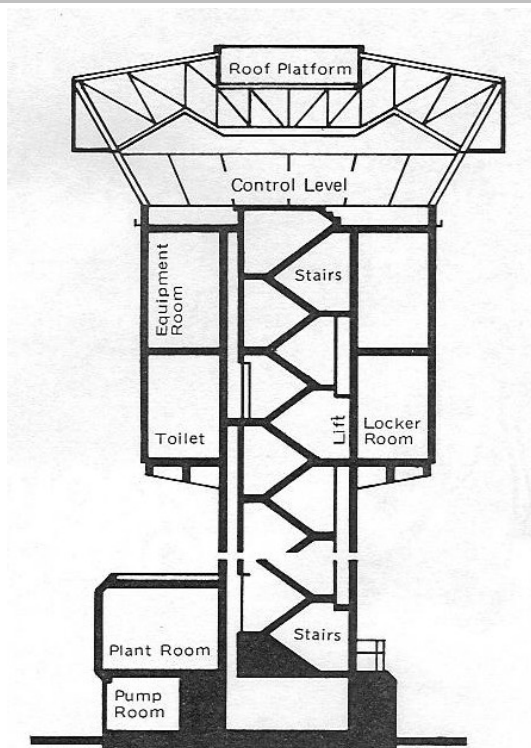 Roof Platform
Control Level
Stairs
Equipment
Room
Toilet
Lift
Locker
Room
Stairs
Plant Room
Pump
Room